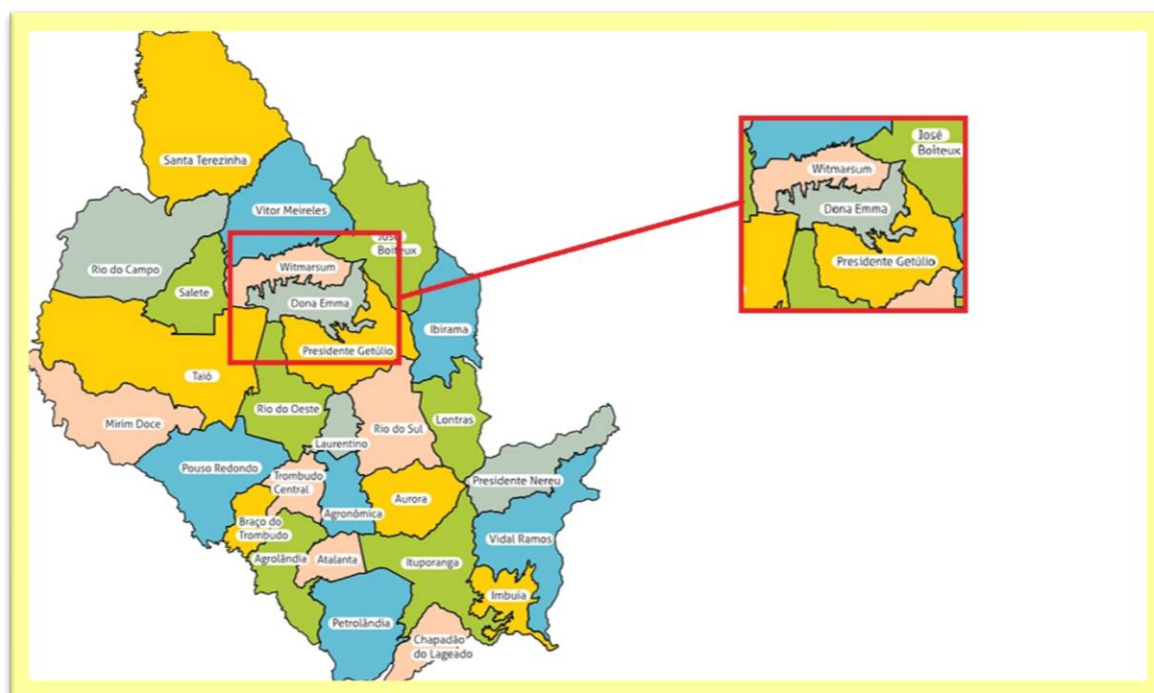 Santa Terezinha
Vitor Meireles
José
Boiteux
Rio do Campo
Witmarsum
Salete
Dona Emma
Ibirama
Presidente Getúlio
Taió
Rio do Oeste
Mirim Doce
Rio do Sul
Lontras
Laurentino
Pouso Redondo
Trombudo
Central
Presidente Nereu
Aurora
Agronômica
Braço do
Trombudo
Vidal Ramos
Agrolândia
Atalanta
Ituporanga
Imbuia
Petrolândia
Chapadão
do Lageado
José
Boiteux
Witmarsum
Dona Emma
Presidente Getúlio